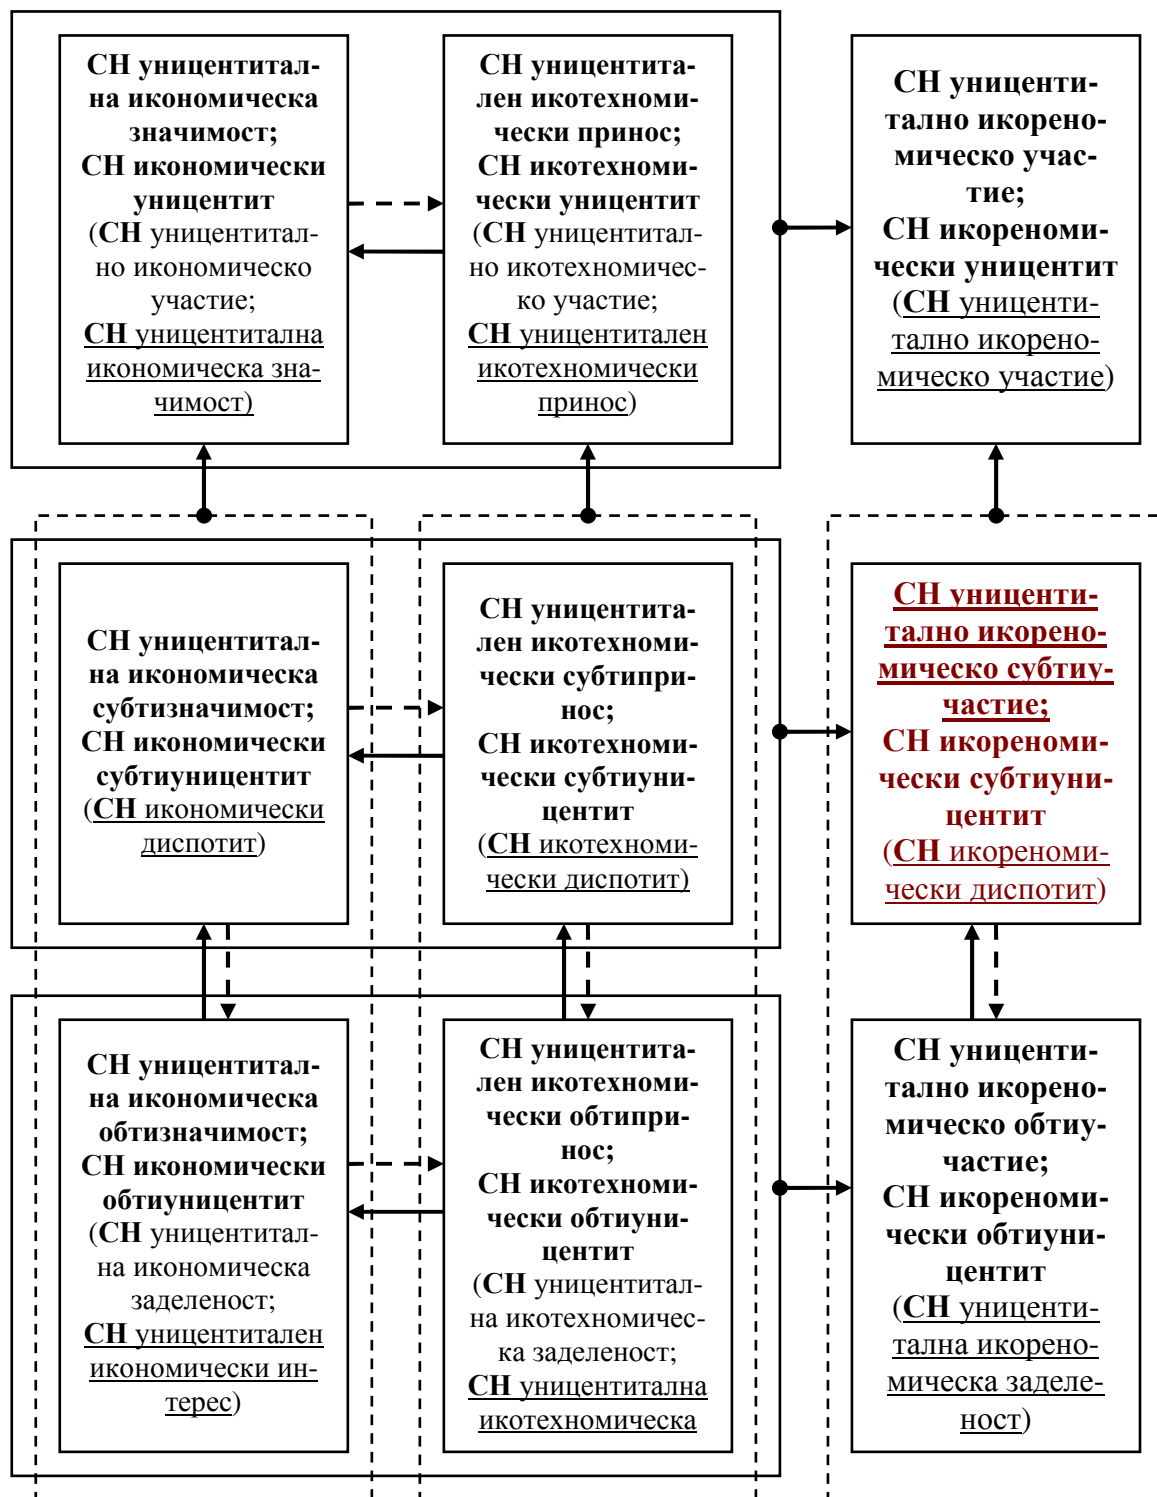 СН уницентитал-
на икономическа
значимост;
СН икономически
уницентит
(СН уницентитал-
но икономическо
участие;
СН уницентитална
икономическа зна-
чимост)
СН уницентита-
лен икотехноми-
чески принос;
СН икотехноми-
чески уницентит
(СН уницентитал-
но икотехномичес-
ко участие;
СН уницентитален
икотехномически
принос)
СН униценти-
тално икорено-
мическо учас-
тие;
СН икореноми-
чески уницентит
(СН униценти-
тално икорено-
мическо участие)
СН уницентитал-
на икономическа
субтизначимост;
СН икономически
субтиуницентит
(СН икономически
диспотит)
СН уницентита-
лен икотехноми-
чески субтипри-
нос;
СН икотехноми-
чески субтиуни-
центит
(СН икотехноми-
чески диспотит)
СН униценти-
тално икорено-
мическо субтиу-
частие;
СН икореноми-
чески субтиуни-
центит
(СН икореноми-
чески диспотит)
СН уницентитал-
на икономическа
обтизначимост;
СН икономически
обтиуницентит
(СН уницентитал-
на икономическа
заделеност;
СН уницентитален
икономически ин-
терес)
СН уницентита-
лен икотехноми-
чески обтипри-
нос;
СН икотехноми-
чески обтиуни-
центит
(СН уницентитал-
на икотехномичес-
ка заделеност;
СН уницентитална
икотехномическа
СН униценти-
тално икорено-
мическо обтиу-
частие;
СН икореноми-
чески обтиуни-
центит
(СН униценти-
тална икорено-
мическа заделе-
ност)